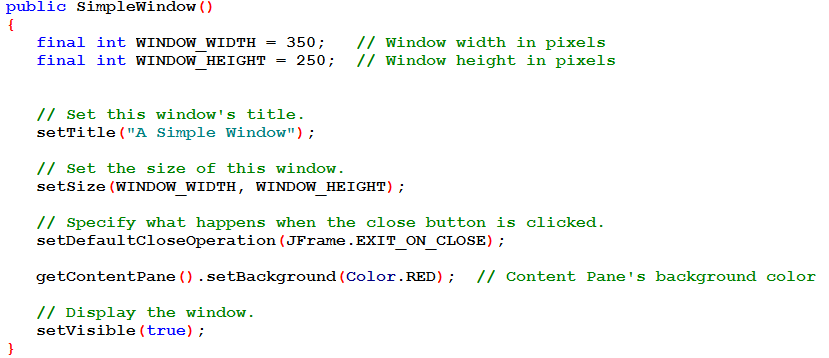 public SimpleWindow()
{
final int WINDOW_WIDTH = 350;   // Window width in pixels
final int WINDOW_HEIGHT = 250;  // Window height in pixels
// Set this window's title.
setTitle("A Simple Window");
// Set the size of this window.
setSize(WINDOW_WIDTH, WINDOW_HEIGHT);
// Specify what happens when the close button is clicked.
setDefaultCloseOperation(JFrame.EXIT_ON_CLOSE);
getContentPane().setBackground(Color.RED);  // Content Pane's background color
// Display the window.
setVisible(true);
}